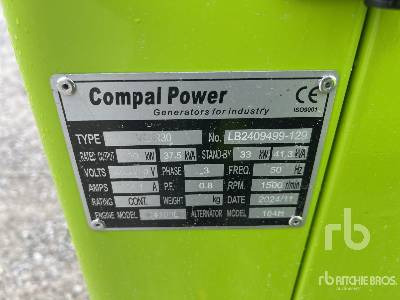 Compal Power
CE
Generators for industry
ISO9001
TYPE No. LB2409499-129
RATED OUTPUT KW 37.5 KVA STAND-BY 33 KW 41.3 KVA
VOLTS PHASE 3 FREQ. 50 Hz
AMPS A P.F. 0.8 RPM. 1500 r/min
RATING CONT. WEIGHT kg DATE 2024/11
ENGINE MODEL ALTERNATOR MODEL 184H
rb
rb RITCHIE BROS.